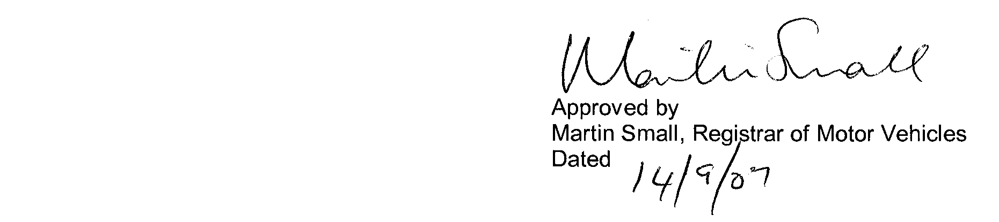 Martin Small
Approved by
Martin Small, Registrar of Motor Vehicles
Dated 14/9/07